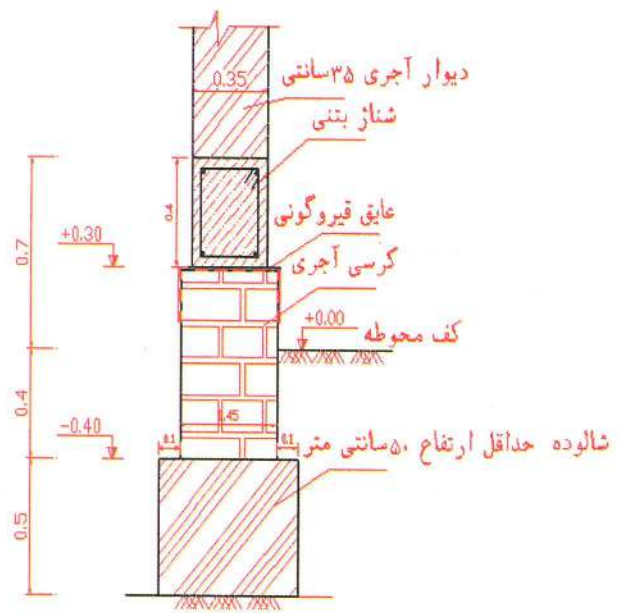 0.35
دیوار آجری ۳۵سانتی
شناژ بتنی
0.4
0.7
عایق قیروگونی
+0.30
کرسی آجری
+0.00
کف محوطه
0.4
0.45
-0.40
0.1
0.1
شالوده حداقل ارتفاع ۵۰سانتی متر
0.5